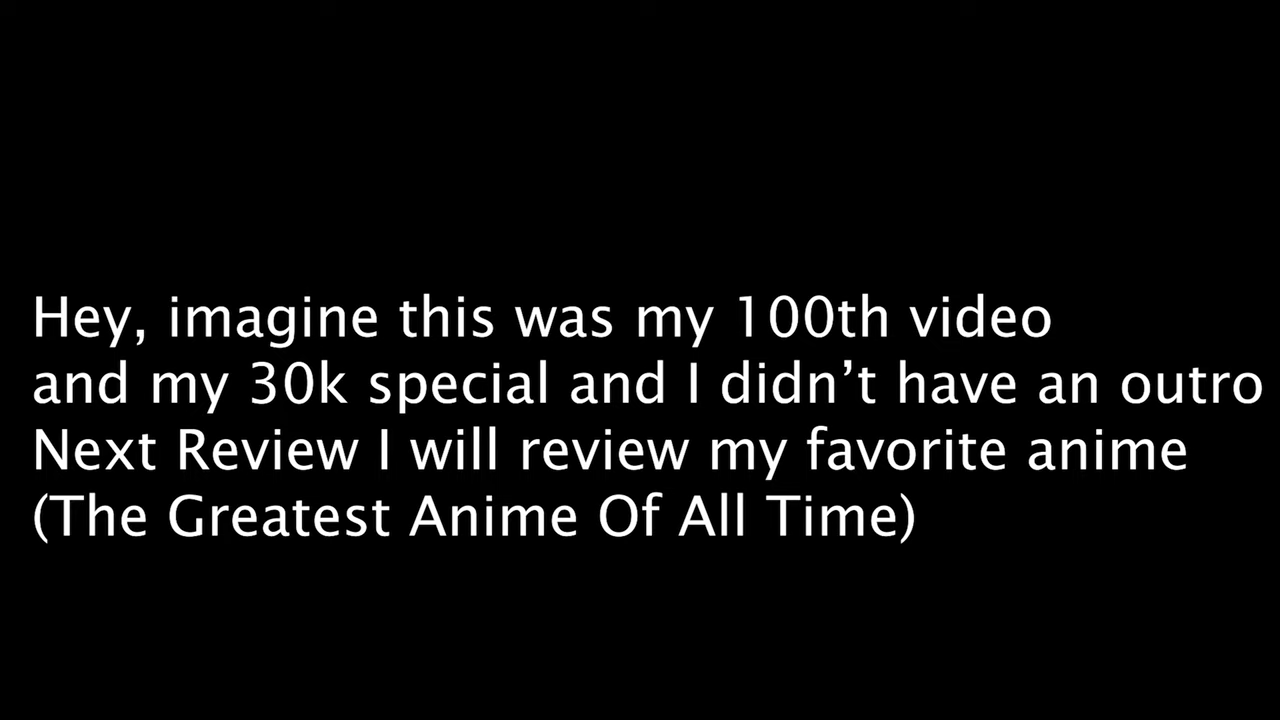 Hey, imagine this was my 100th video
and my 30k special and I didn’t have an outro
Next Review I will review my favorite anime
(The Greatest Anime Of All Time)